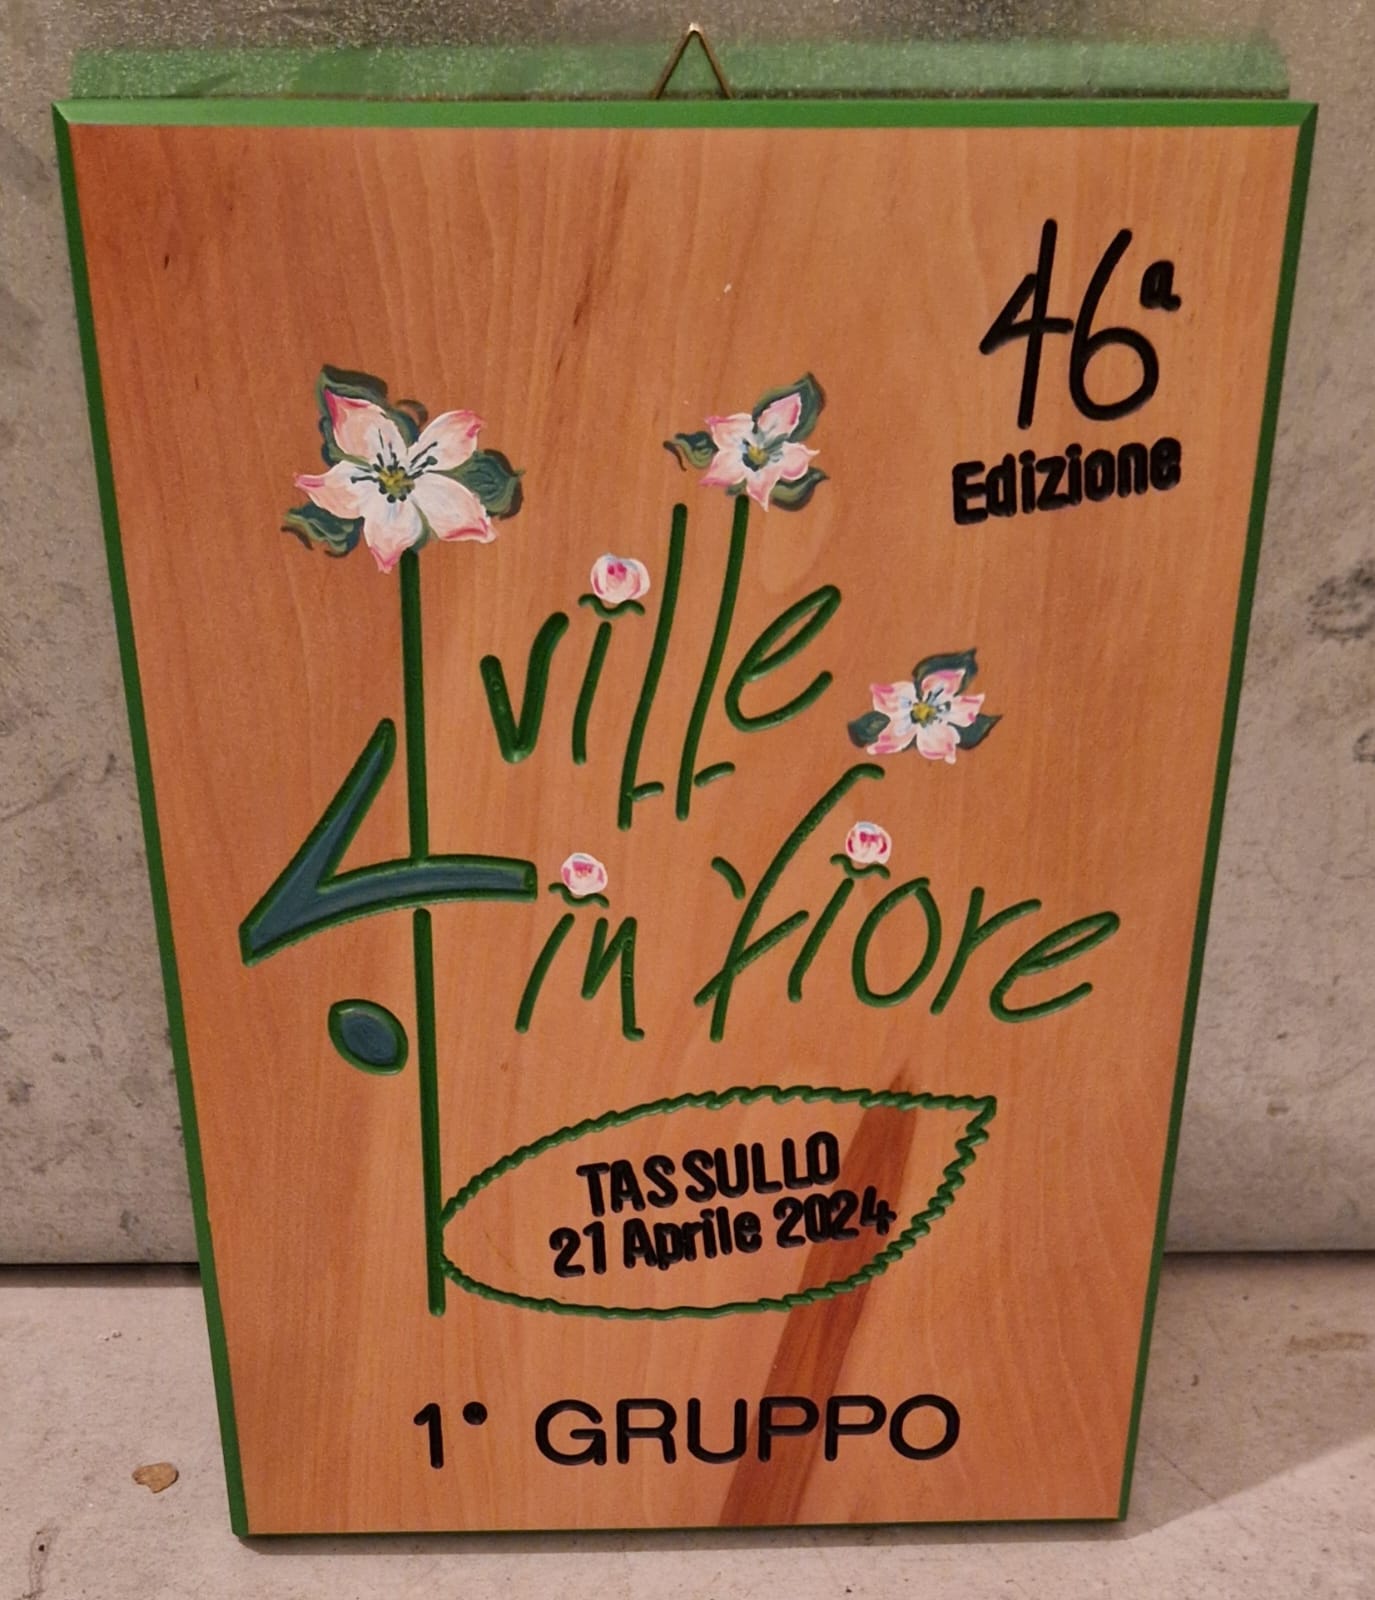 46ª
Edizione
4 ville
in fiore
TASSULLO
21 Aprile 2024
1° GRUPPO